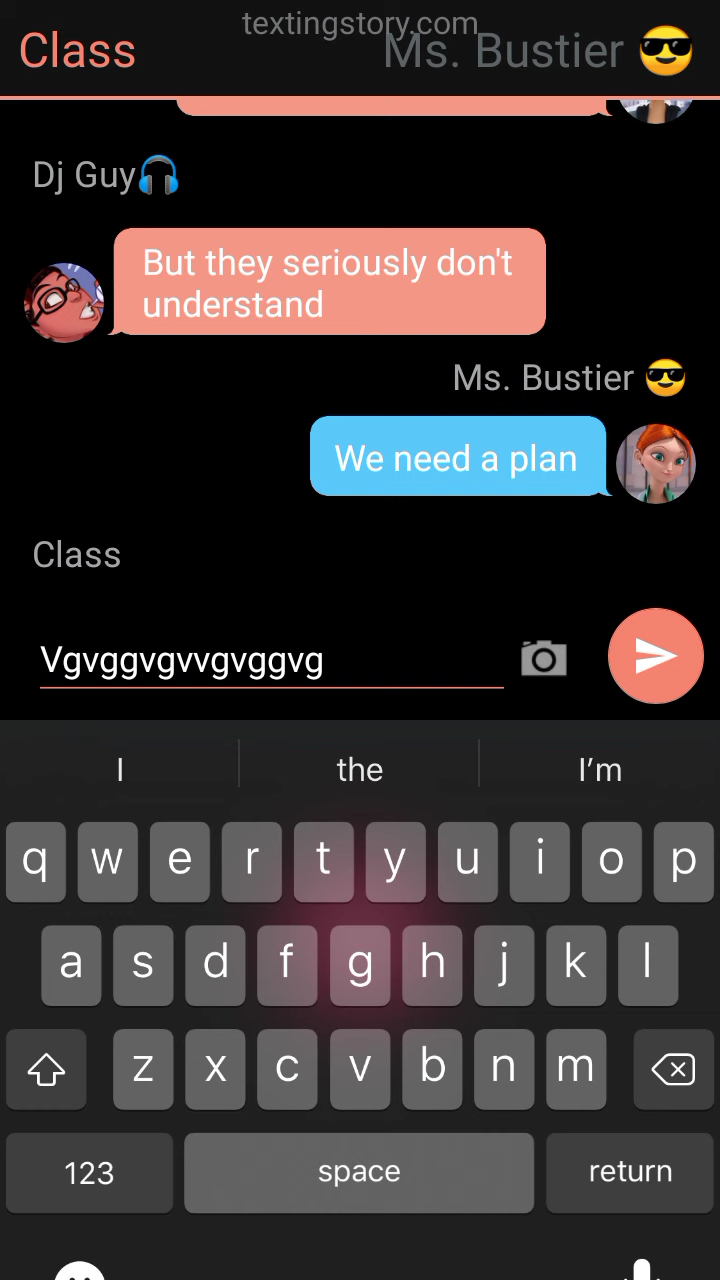 textingstory.com
Class
Ms. Bustier 😎
Dj Guy🎧
But they seriously don't
understand
Ms. Bustier 😎
We need a plan
Class
Vgvggvgvvgvggvg
I the I'm
q w e r t y u i o p
a s d f g h j k l
z x c v b n m
123 space return